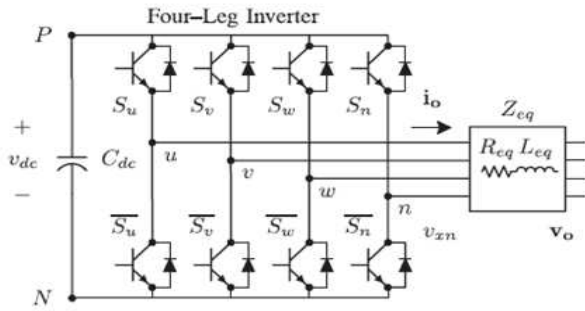 Four–Leg Inverter
P
S_u S_v S_w S_n
i_o
Z_eq
+
v_dc
−
C_dc
u
v
w
n
R_eq L_eq
S̅_u̅ S̅_v̅ S̅_w̅ S̅_n̅
v_xn
v_o
N